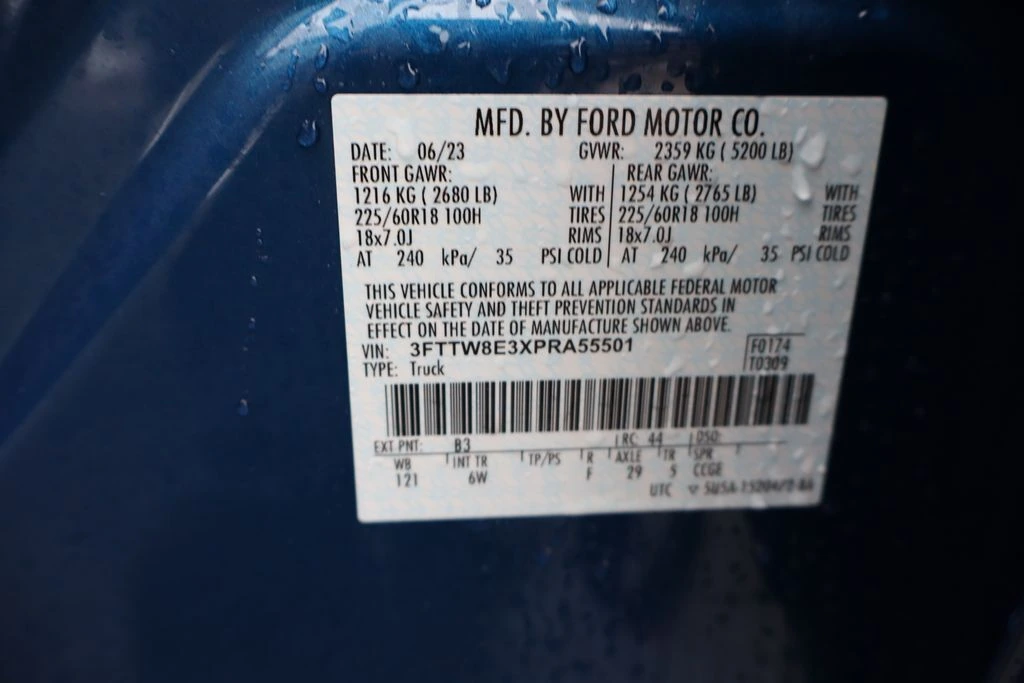 MFD. BY FORD MOTOR CO.
DATE: 06/23 GVWR: 2359 KG ( 5200 LB)
FRONT GAWR: REAR GAWR:
1216 KG ( 2680 LB) WITH 1254 KG ( 2765 LB) WITH
225/60R18 100H TIRES 225/60R18 100H TIRES
18x7.0J RIMS 18x7.0J RIMS
AT 240 kPa/ 35 PSI COLD AT 240 kPa/ 35 PSI COLD
THIS VEHICLE CONFORMS TO ALL APPLICABLE FEDERAL MOTOR
VEHICLE SAFETY AND THEFT PREVENTION STANDARDS IN
EFFECT ON THE DATE OF MANUFACTURE SHOWN ABOVE.
VIN: 3FTTW8E3XPRA55501 F0174
TYPE: Truck T0309
EXT PNT: B3 RC: 44 DSO:
WB INT TR TP/PS R AXLE TR SPR
121 6W F 29 5 CCGE
UTC